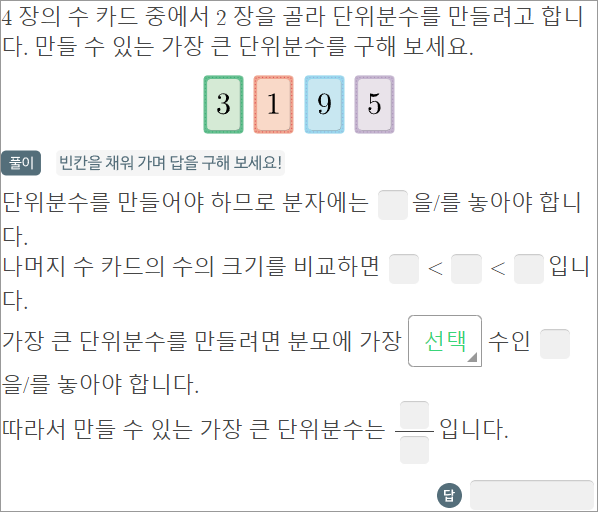 4 장의 수 카드 중에서 2 장을 골라 단위분수를 만들려고 합니
다. 만들 수 있는 가장 큰 단위분수를 구해 보세요.
3 1 9 5
풀이 빈칸을 채워 가며 답을 구해 보세요!
단위분수를 만들어야 하므로 분자에는 을/를 놓아야 합니
다.
나머지 수 카드의 수의 크기를 비교하면 < < 입니
다.
가장 큰 단위분수를 만들려면 분모에 가장 선택 수인
을/를 놓아야 합니다.
따라서 만들 수 있는 가장 큰 단위분수는 입니다.
답